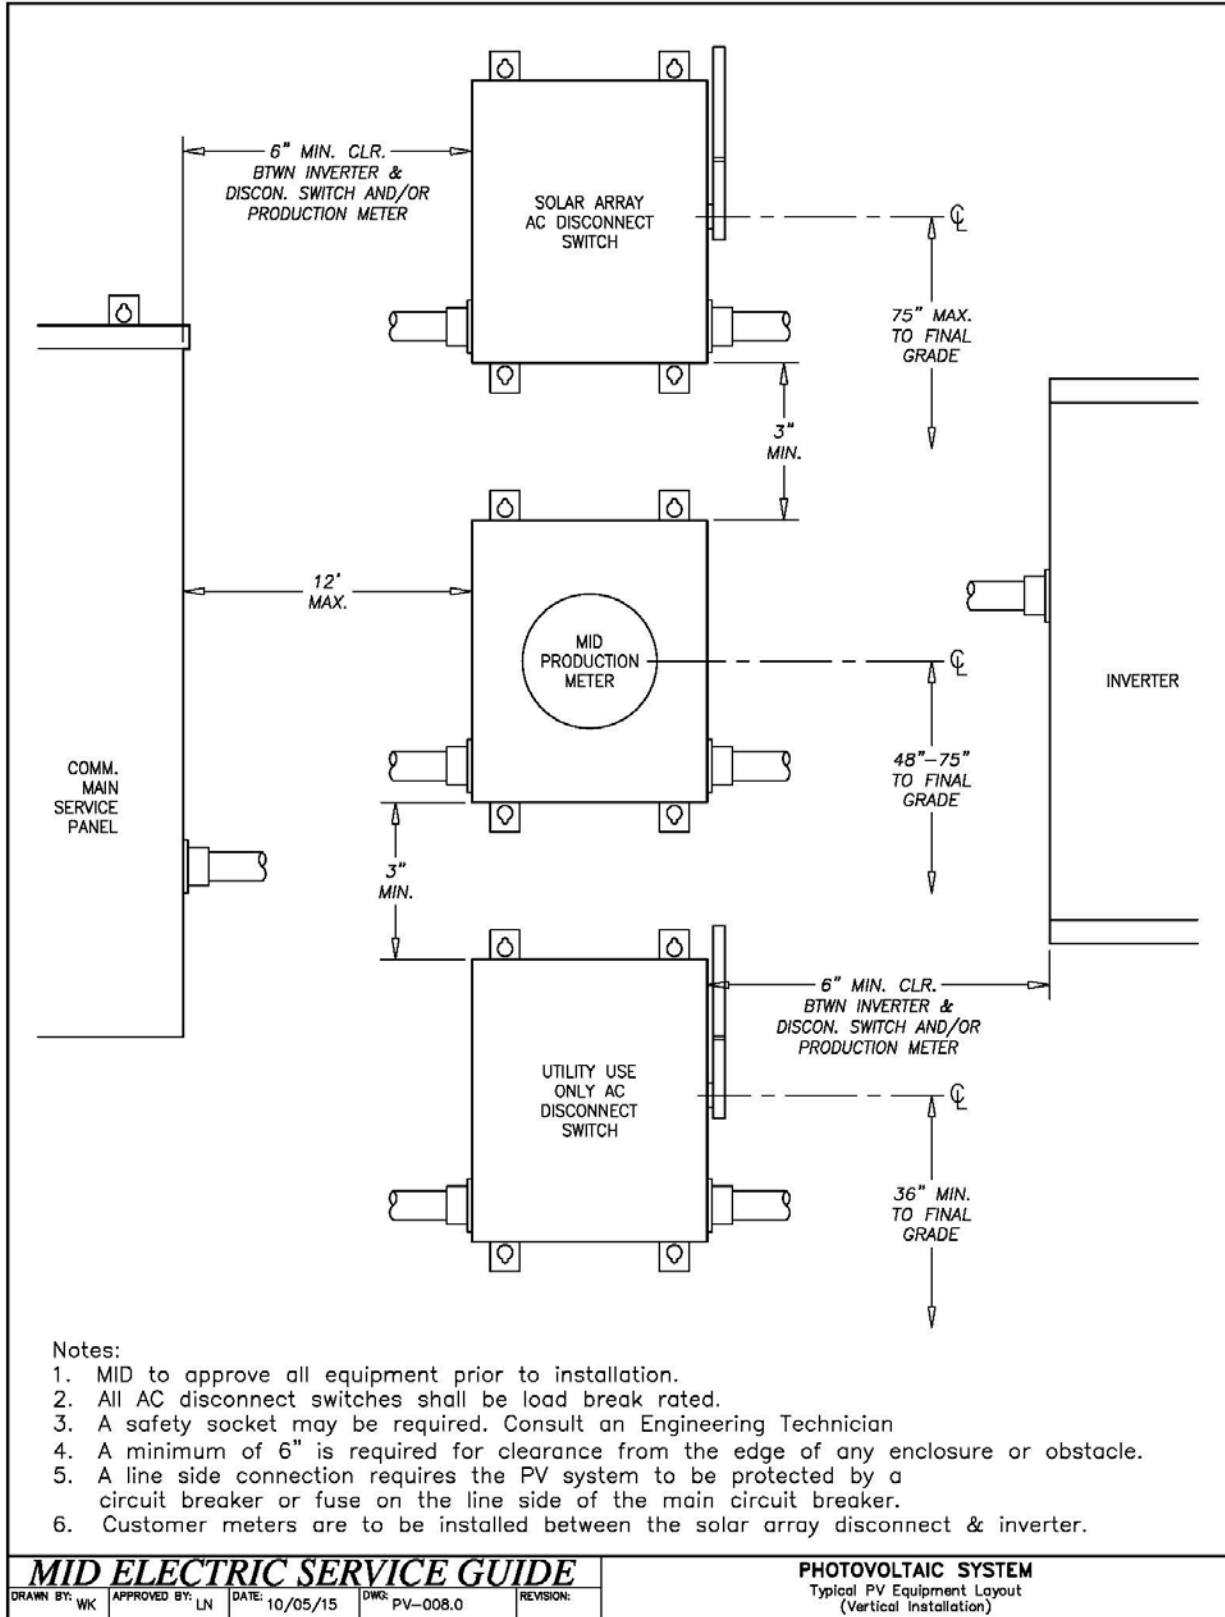 6" MIN. CLR.
BTWN INVERTER &
DISCON. SWITCH AND/OR
PRODUCTION METER
SOLAR ARRAY
AC DISCONNECT
SWITCH
℄
75" MAX.
TO FINAL
GRADE
3"
MIN.
12'
MAX.
MID
PRODUCTION
METER
℄
INVERTER
48"-75"
TO FINAL
GRADE
COMM.
MAIN
SERVICE
PANEL
3"
MIN.
6" MIN. CLR.
BTWN INVERTER &
DISCON. SWITCH AND/OR
PRODUCTION METER
UTILITY USE
ONLY AC
DISCONNECT
SWITCH
℄
36" MIN.
TO FINAL
GRADE
Notes:
1. MID to approve all equipment prior to installation.
2. All AC disconnect switches shall be load break rated.
3. A safety socket may be required. Consult an Engineering Technician
4. A minimum of 6" is required for clearance from the edge of any enclosure or obstacle.
5. A line side connection requires the PV system to be protected by a
circuit breaker or fuse on the line side of the main circuit breaker.
6. Customer meters are to be installed between the solar array disconnect & inverter.
MID ELECTRIC SERVICE GUIDE
DRAWN BY: WK APPROVED BY: LN DATE: 10/05/15 DWG: PV-008.0 REVISION:
PHOTOVOLTAIC SYSTEM
Typical PV Equipment Layout
(Vertical Installation)